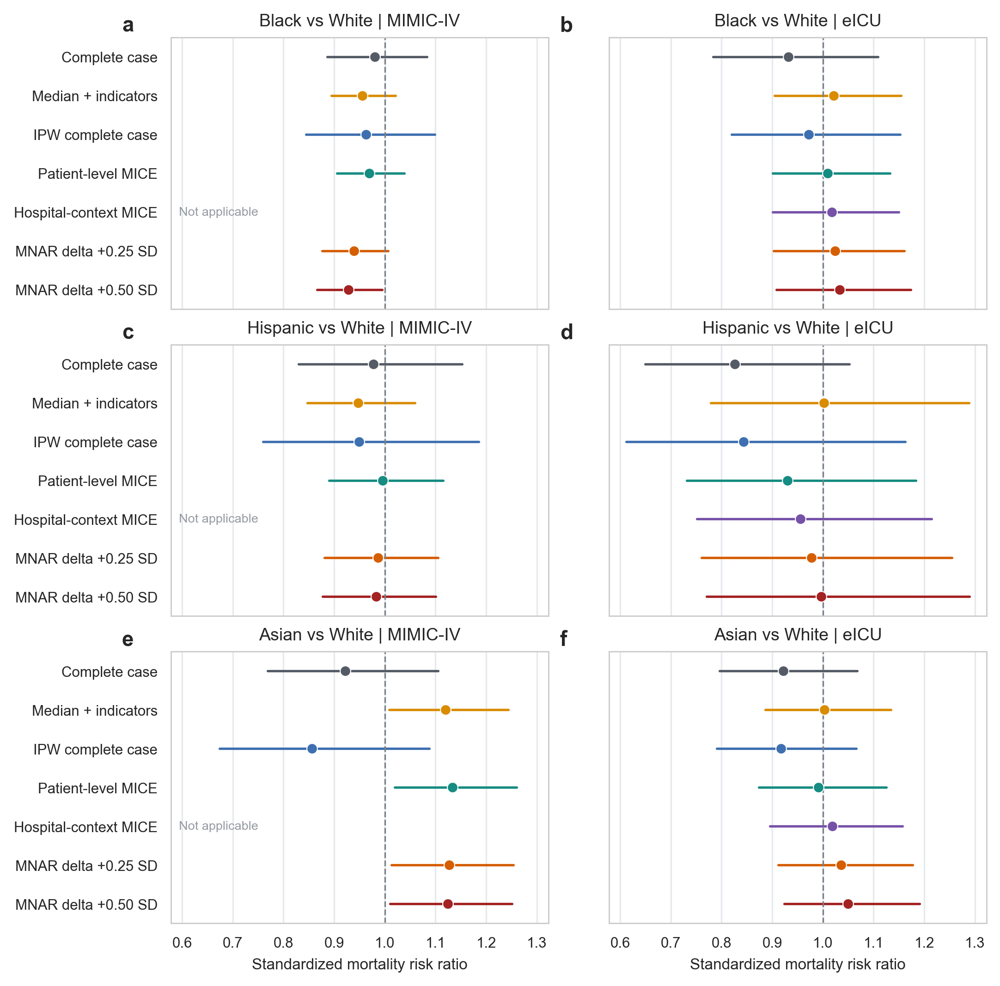 a
Black vs White | MIMIC-IV
b
Black vs White | eICU
Complete case
Median + indicators
IPW complete case
Patient-level MICE
Hospital-context MICE
Not applicable
MNAR delta +0.25 SD
MNAR delta +0.50 SD
c
Hispanic vs White | MIMIC-IV
d
Hispanic vs White | eICU
Complete case
Median + indicators
IPW complete case
Patient-level MICE
Hospital-context MICE
Not applicable
MNAR delta +0.25 SD
MNAR delta +0.50 SD
e
Asian vs White | MIMIC-IV
f
Asian vs White | eICU
Complete case
Median + indicators
IPW complete case
Patient-level MICE
Hospital-context MICE
Not applicable
MNAR delta +0.25 SD
MNAR delta +0.50 SD
0.6 0.7 0.8 0.9 1.0 1.1 1.2 1.3
0.6 0.7 0.8 0.9 1.0 1.1 1.2 1.3
Standardized mortality risk ratio
Standardized mortality risk ratio